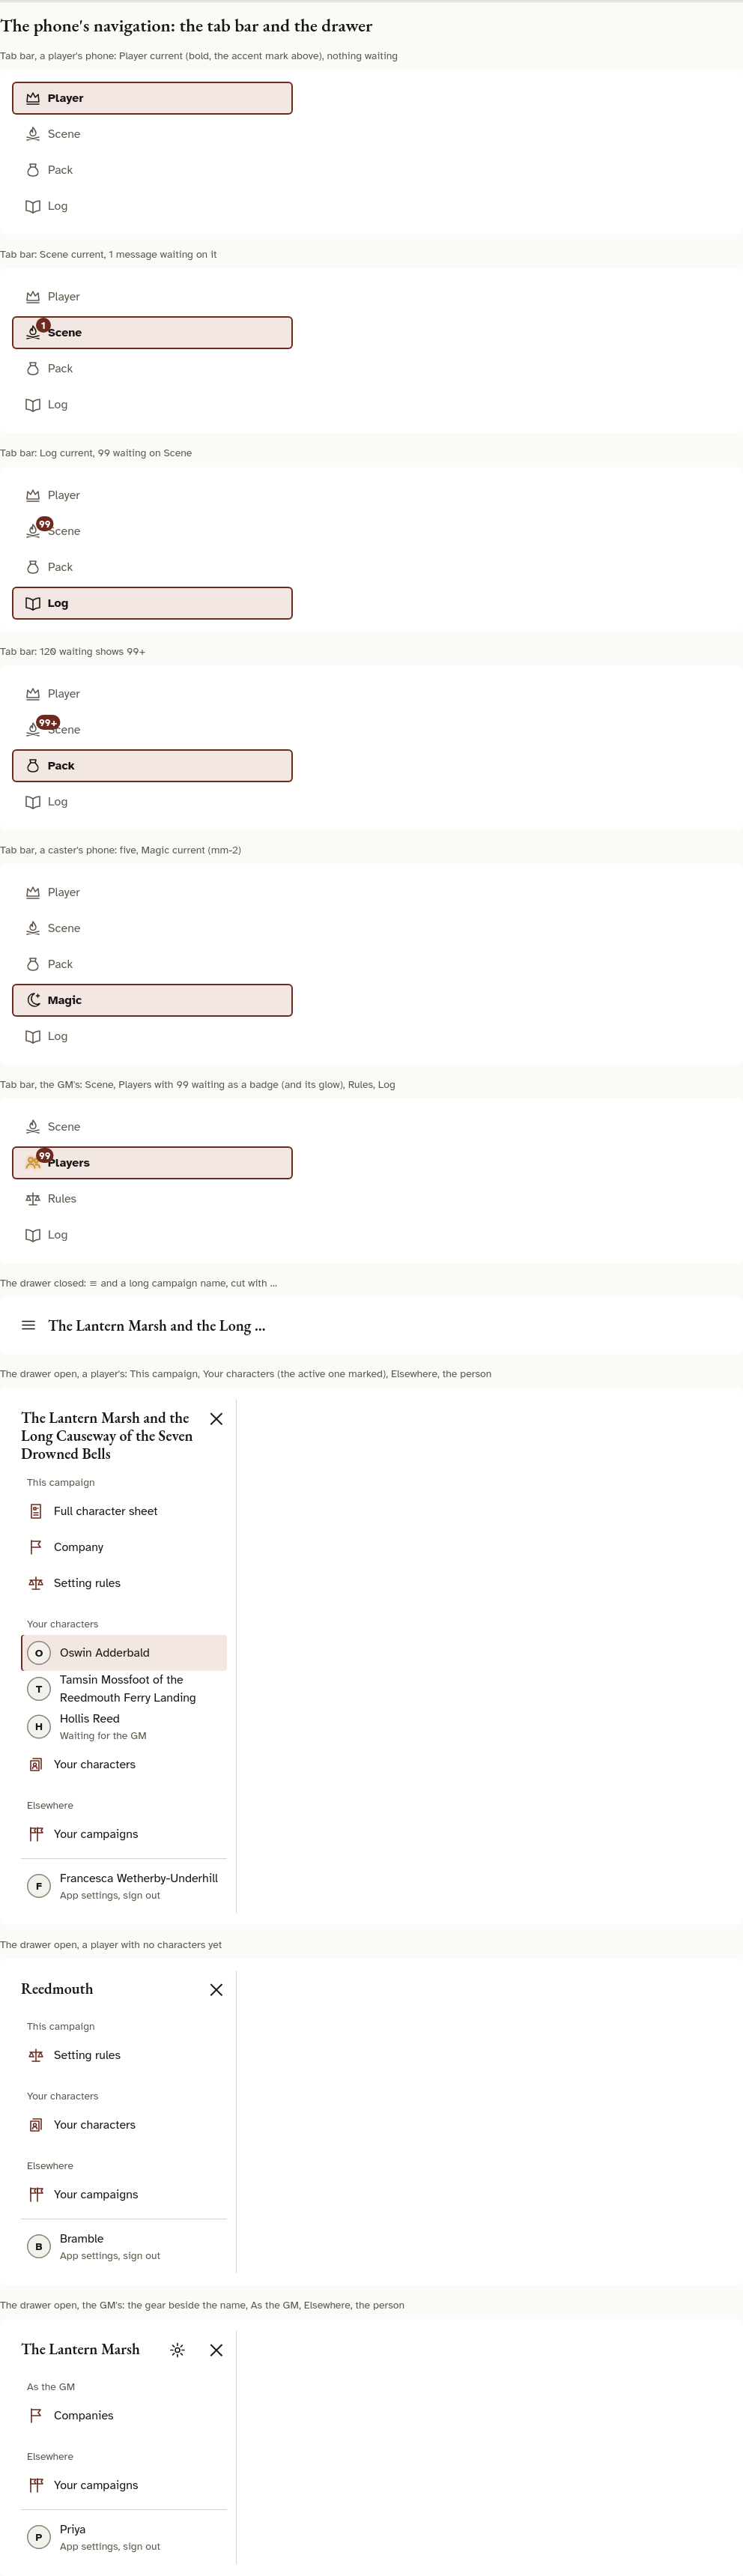 The phone's navigation: the tab bar and the drawer
Tab bar, a player's phone: Player current (bold, the accent mark above), nothing waiting
Player
Scene
Pack
Log
Tab bar: Scene current, 1 message waiting on it
Player
1
Scene
Pack
Log
Tab bar: Log current, 99 waiting on Scene
Player
99
Scene
Pack
Log
Tab bar: 120 waiting shows 99+
Player
99+
Scene
Pack
Log
Tab bar, a caster's phone: five, Magic current (mm-2)
Player
Scene
Pack
Magic
Log
Tab bar, the GM's: Scene, Players with 99 waiting as a badge (and its glow), Rules, Log
Scene
99
Players
Rules
Log
The drawer closed: ≡ and a long campaign name, cut with …
The Lantern Marsh and the Long …
The drawer open, a player's: This campaign, Your characters (the active one marked), Elsewhere, the person
The Lantern Marsh and the
Long Causeway of the Seven
Drowned Bells
This campaign
Full character sheet
Company
Setting rules
Your characters
O Oswin Adderbald
T Tamsin Mossfoot of the
Reedmouth Ferry Landing
H Hollis Reed
Waiting for the GM
Your characters
Elsewhere
Your campaigns
F Francesca Wetherby-Underhill
App settings, sign out
The drawer open, a player with no characters yet
Reedmouth
This campaign
Setting rules
Your characters
Your characters
Elsewhere
Your campaigns
B Bramble
App settings, sign out
The drawer open, the GM's: the gear beside the name, As the GM, Elsewhere, the person
The Lantern Marsh
As the GM
Companies
Elsewhere
Your campaigns
P Priya
App settings, sign out